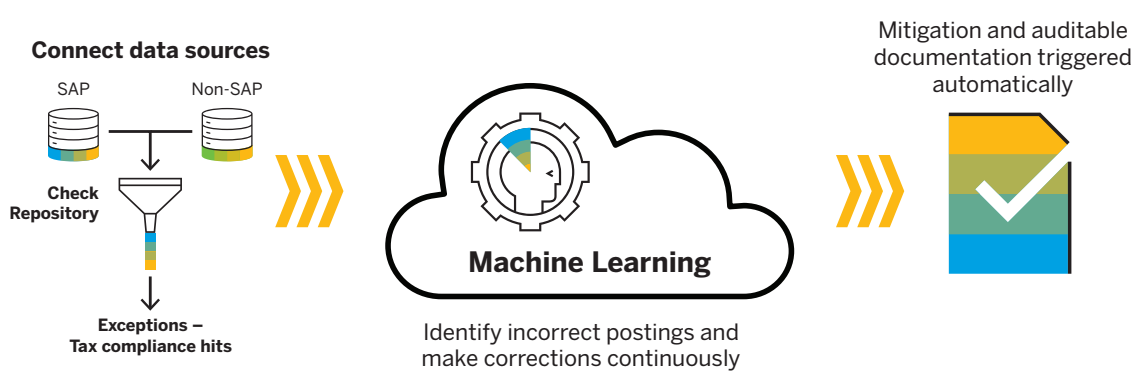 Connect data sources
SAP
Non-SAP
Check
Repository
Exceptions –
Tax compliance hits
Machine Learning
Identify incorrect postings and
make corrections continuously
Mitigation and auditable
documentation triggered
automatically